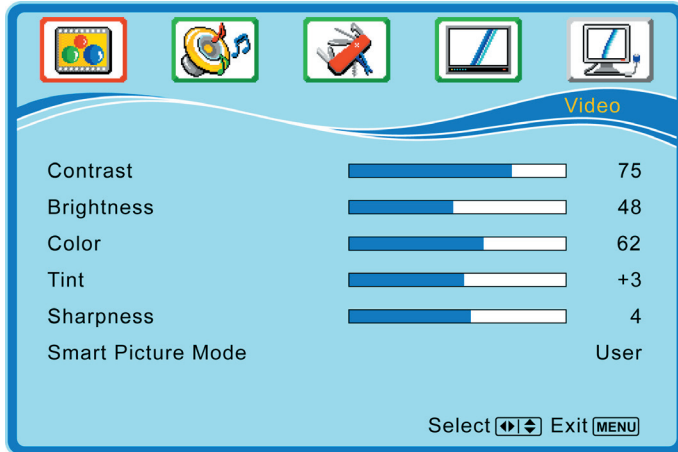 Video
Contrast 75
Brightness 48
Color 62
Tint +3
Sharpness 4
Smart Picture Mode User
Select Exit MENU